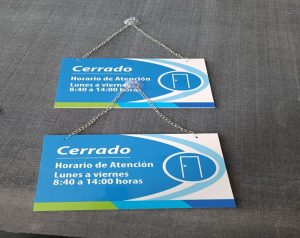 Cerrado
Horario de Atención
Lunes a viernes
8:40 a 14:00 horas
Cerrado
Horario de Atención
Lunes a viernes
8:40 a 14:00 horas